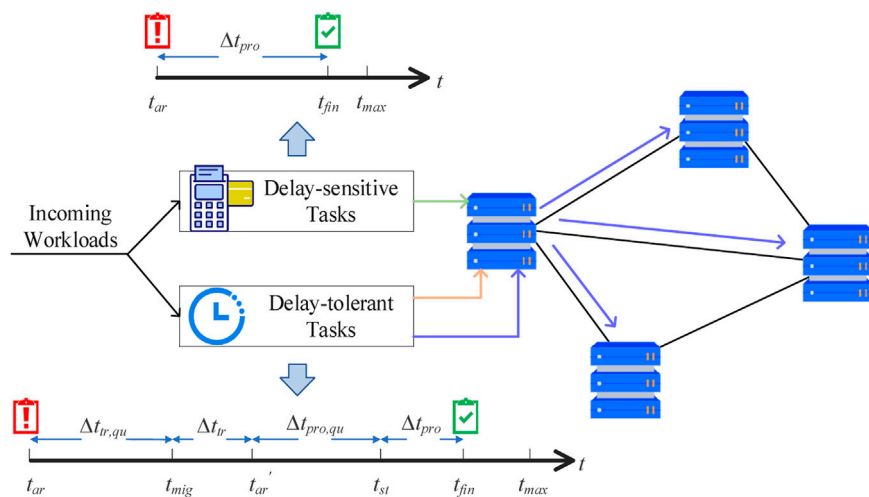 Δt_pro
t
t_ar t_fin t_max
Delay-sensitive
Tasks
Incoming
Workloads
Delay-tolerant
Tasks
Δt_tr,qu Δt_tr Δt_pro,qu Δt_pro
t
t_ar t_mig t_ar' t_st t_fin t_max